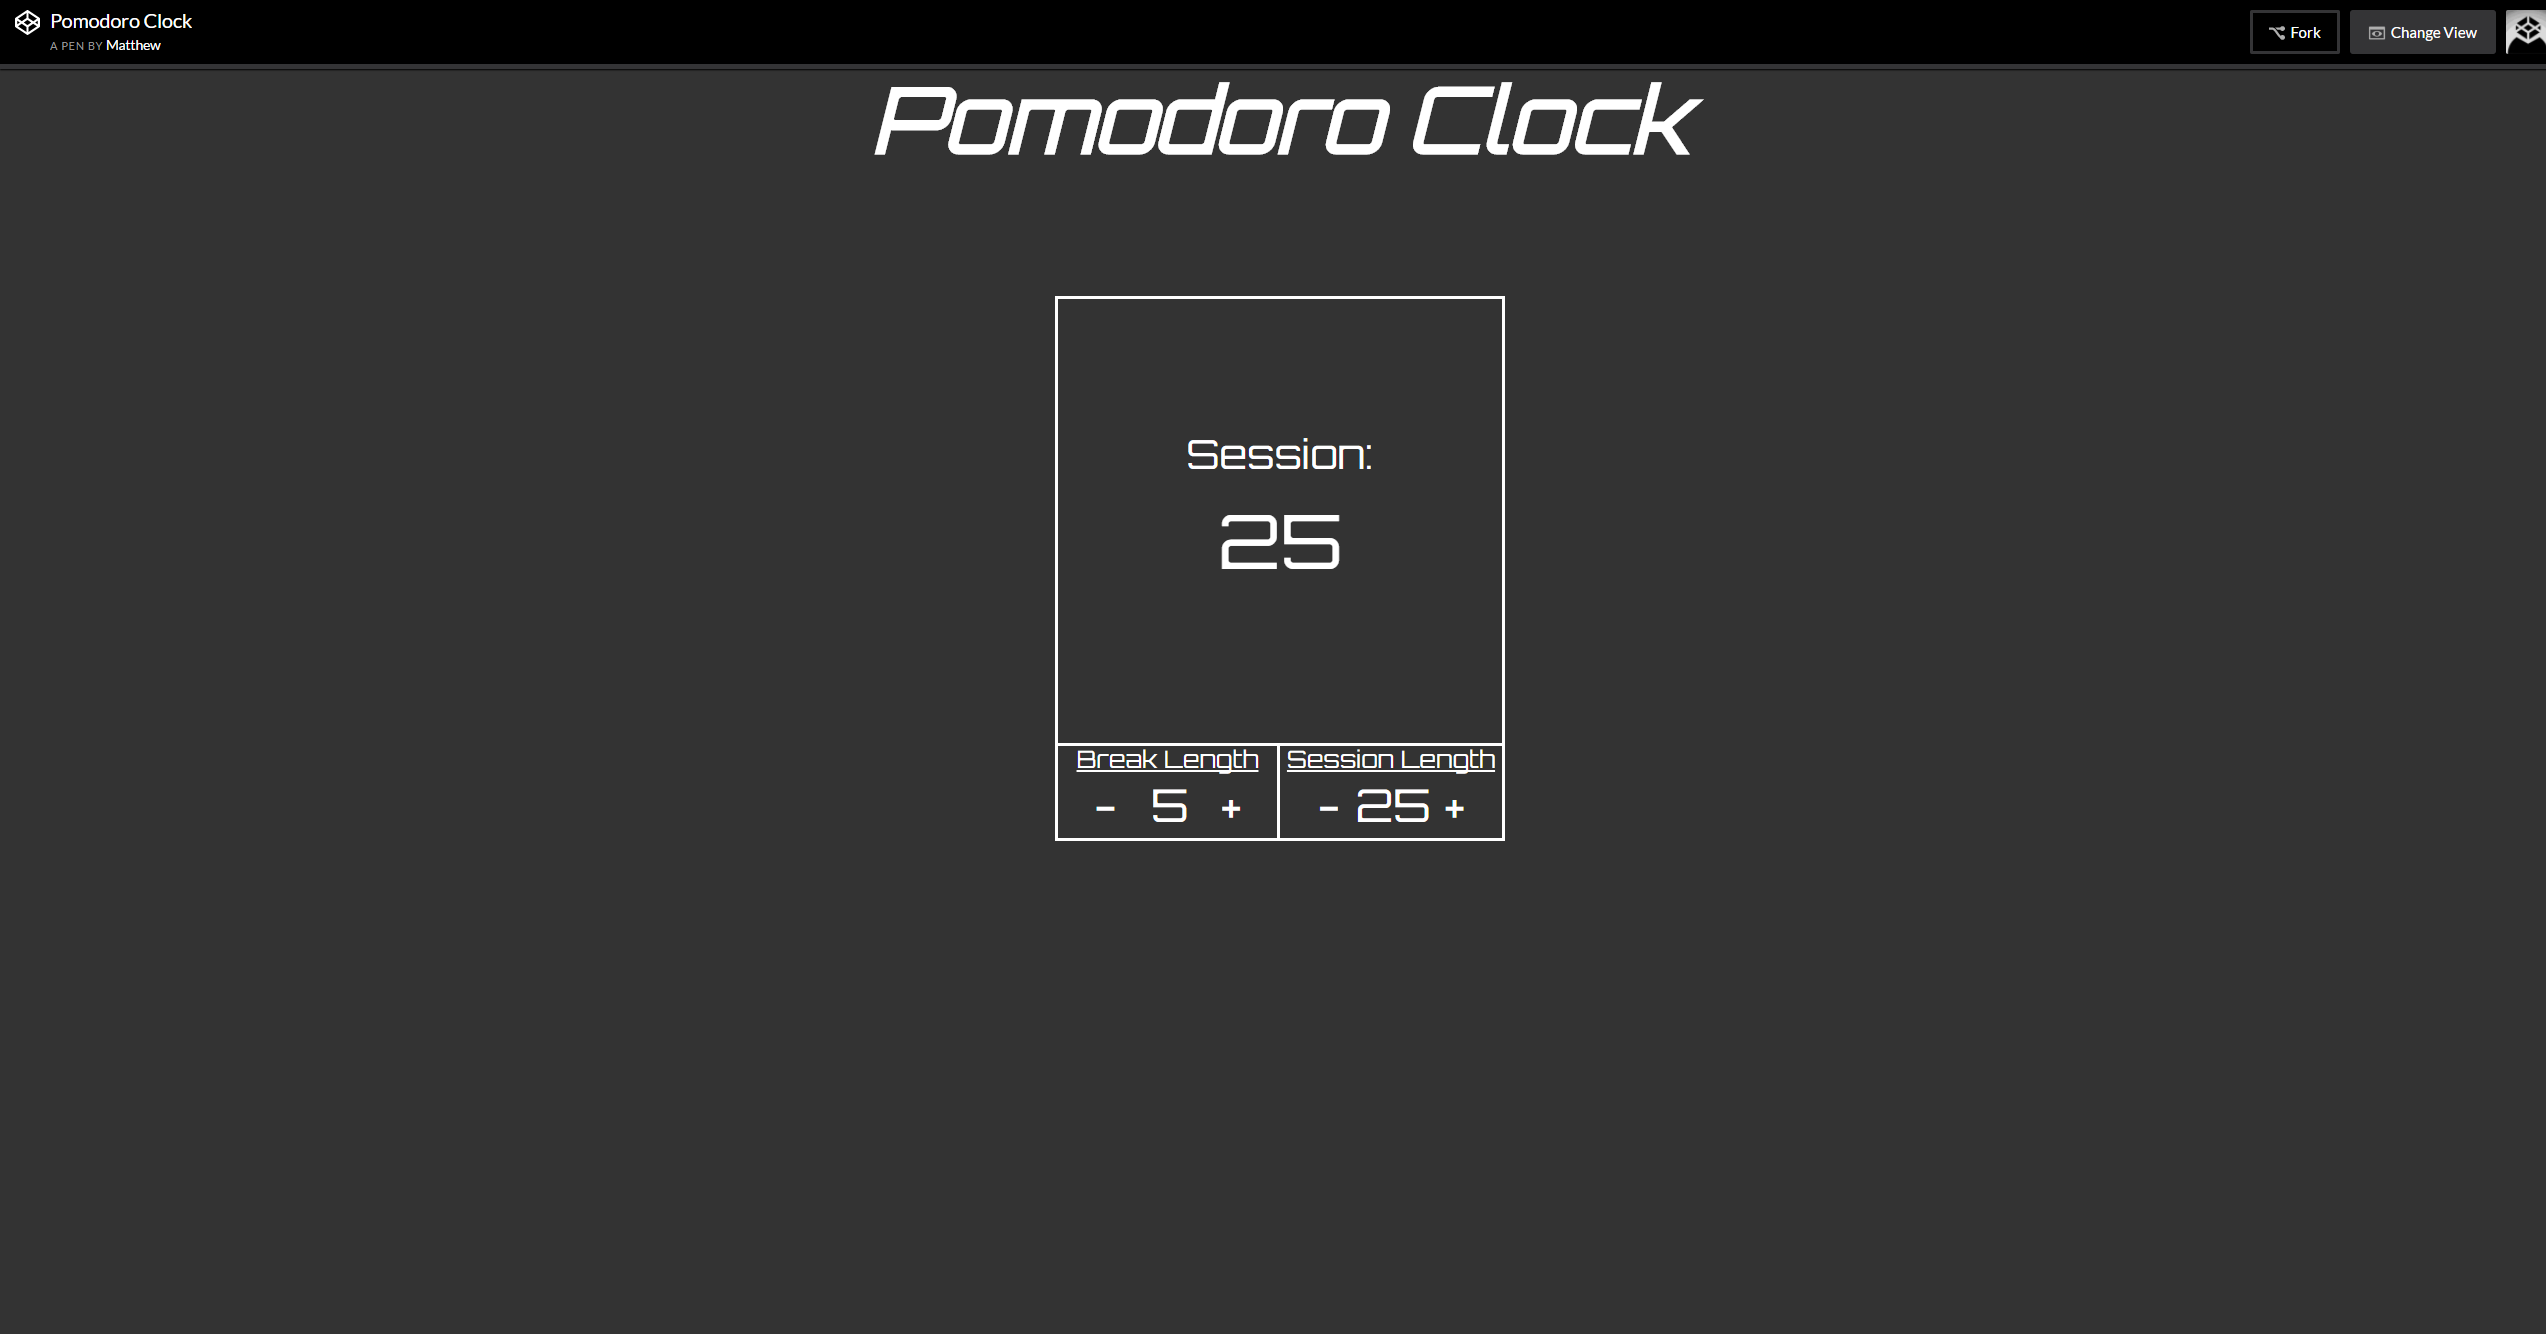 Pomodoro Clock
A PEN BY Matthew
Fork
Change View
Pomodoro Clock
Session:
25
Break Length
- 5 +
Session Length
- 25 +